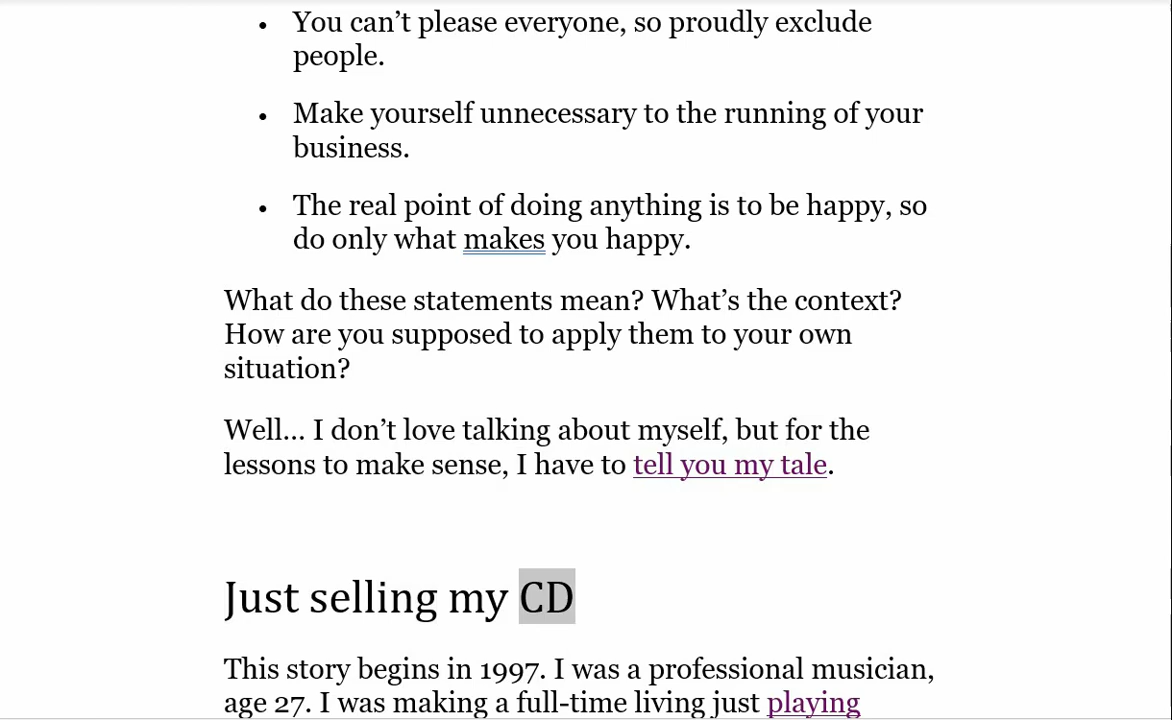 • You can’t please everyone, so proudly exclude
people.
• Make yourself unnecessary to the running of your
business.
• The real point of doing anything is to be happy, so
do only what makes you happy.
What do these statements mean? What’s the context?
How are you supposed to apply them to your own
situation?
Well… I don’t love talking about myself, but for the
lessons to make sense, I have to tell you my tale.
Just selling my CD
This story begins in 1997. I was a professional musician,
age 27. I was making a full-time living just playing